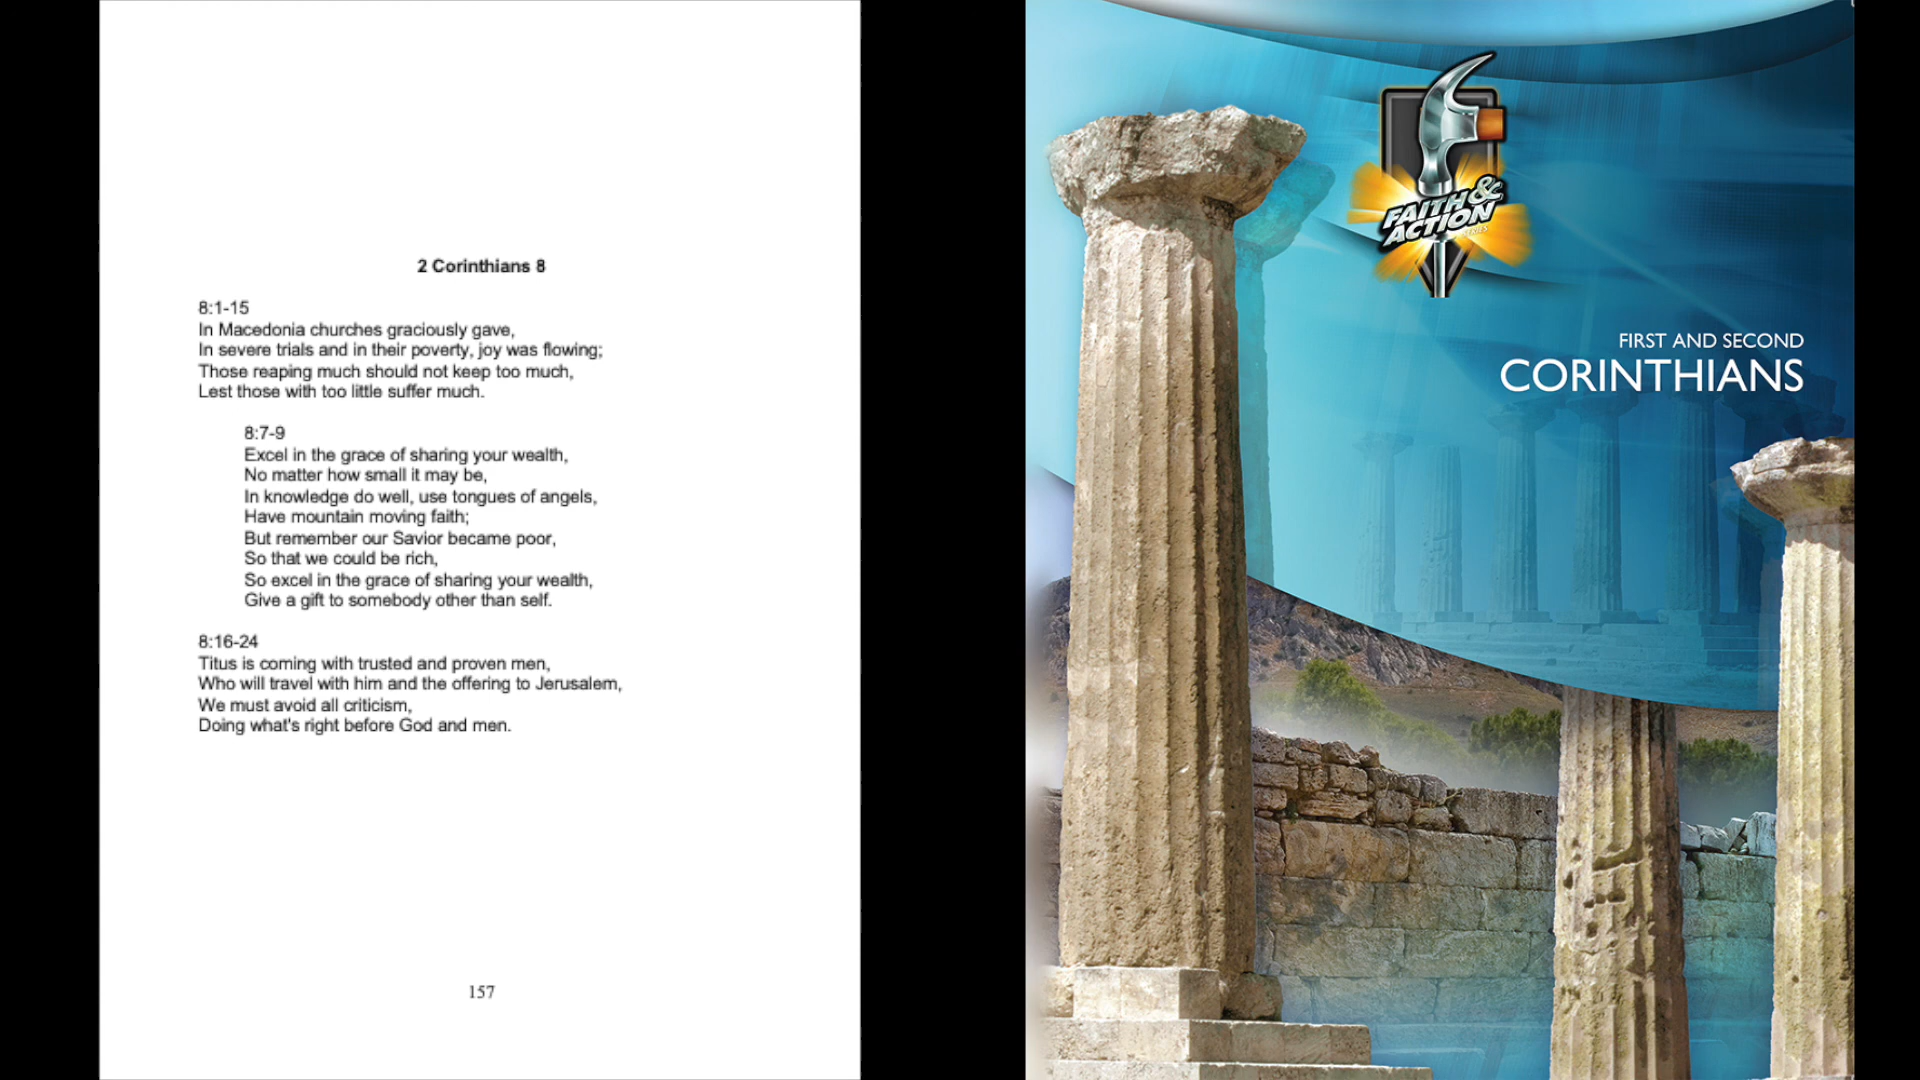 2 Corinthians 8
8:1-15
In Macedonia churches graciously gave,
In severe trials and in their poverty, joy was flowing;
Those reaping much should not keep too much,
Lest those with too little suffer much.
8:7-9
Excel in the grace of sharing your wealth,
No matter how small it may be,
In knowledge do well, use tongues of angels,
Have mountain moving faith;
But remember our Savior became poor,
So that we could be rich,
So excel in the grace of sharing your wealth,
Give a gift to somebody other than self.
8:16-24
Titus is coming with trusted and proven men,
Who will travel with him and the offering to Jerusalem,
We must avoid all criticism,
Doing what's right before God and men.
157
FAITH &
ACTION
SERIES
FIRST AND SECOND
CORINTHIANS